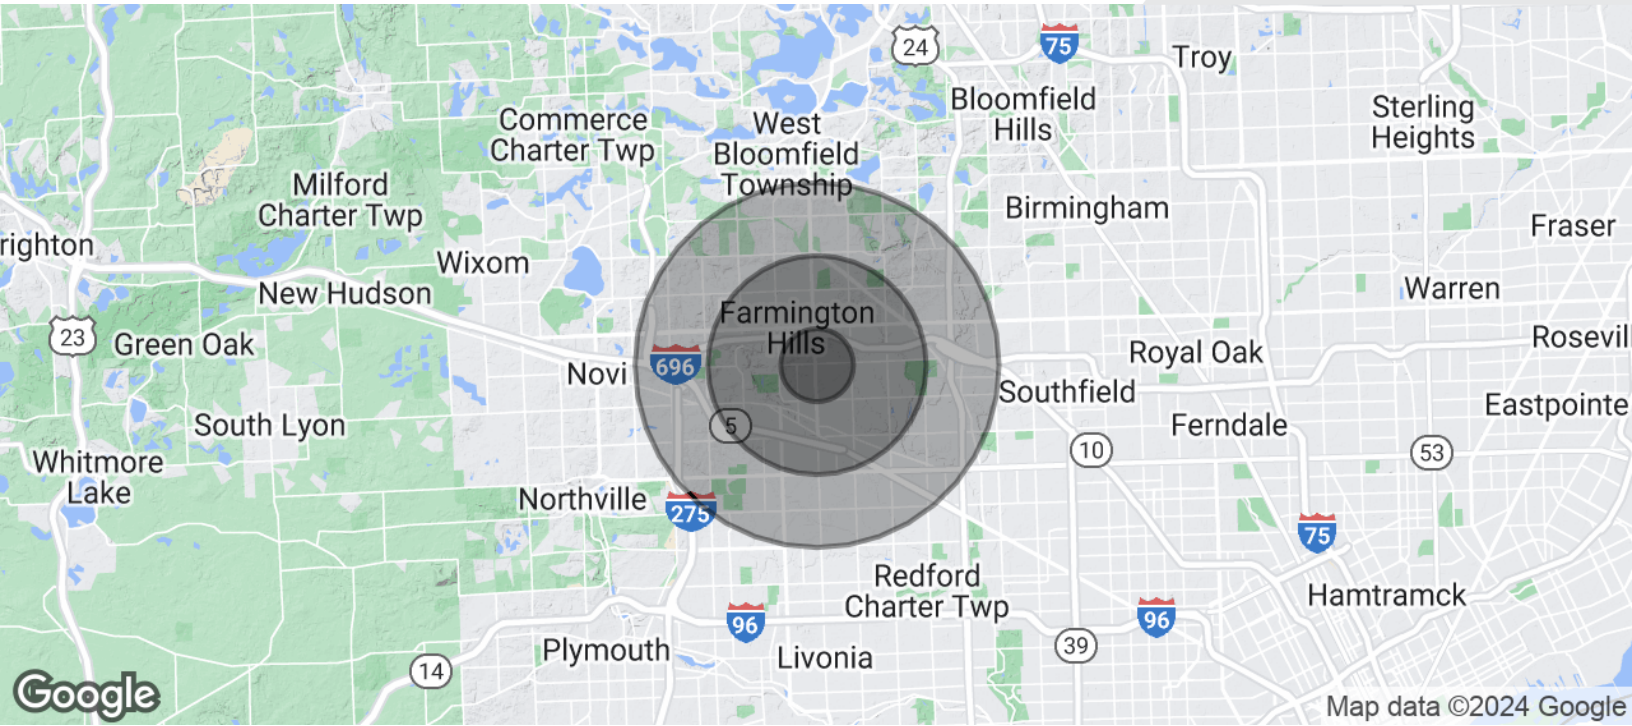 24
75
Troy
Bloomfield
Hills
Sterling
Heights
Commerce
Charter Twp
West
Bloomfield
Township
Milford
Charter Twp
Birmingham
Fraser
righton
Wixom
New Hudson
Warren
Farmington
Hills
23
Green Oak
Novi
696
Royal Oak
Rosevil
Southfield
South Lyon
5
Ferndale
Eastpointe
10
53
Whitmore
Lake
Northville
275
75
Redford
Charter Twp
Hamtramck
96
96
Plymouth
Livonia
39
14
Google
Map data ©2024 Google